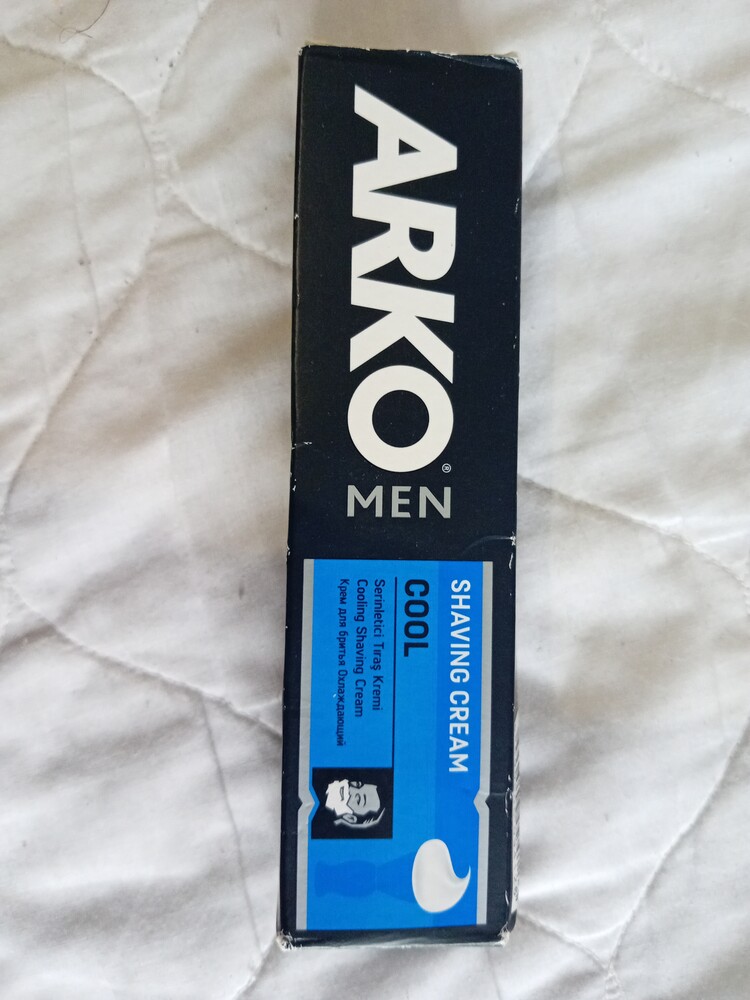 ARKO®
MEN
SHAVING CREAM
COOL
Serinletici Tıraş Kremi
Cooling Shaving Cream
Крем для бритья Охлаждающий